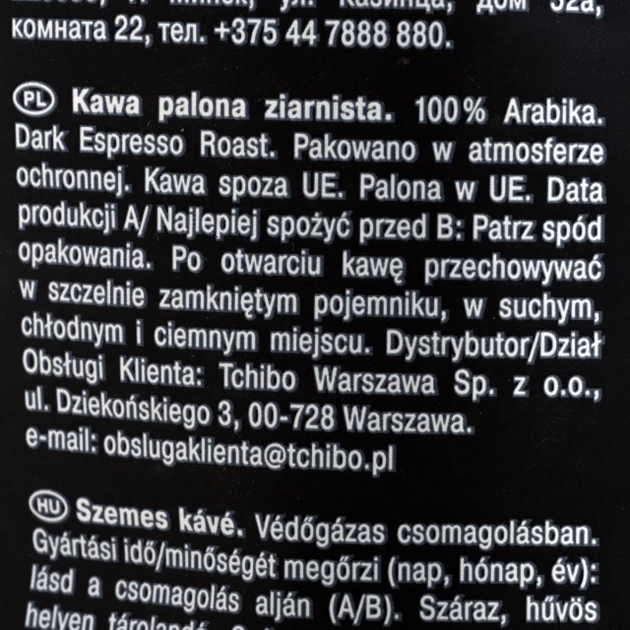 комната 22, тел. +375 44 7888 880.
PL Kawa palona ziarnista. 100% Arabika.
Dark Espresso Roast. Pakowano w atmosferze
ochronnej. Kawa spoza UE. Palona w UE. Data
produkcji A/ Najlepiej spożyć przed B: Patrz spód
opakowania. Po otwarciu kawę przechowywać
w szczelnie zamkniętym pojemniku, w suchym,
chłodnym i ciemnym miejscu. Dystrybutor/Dział
Obsługi Klienta: Tchibo Warszawa Sp. z o.o.,
ul. Dziekońskiego 3, 00-728 Warszawa.
e-mail: obslugaklienta@tchibo.pl
HU Szemes kávé. Védőgázas csomagolásban.
Gyártási idő/minőségét megőrzi (nap, hónap, év):
lásd a csomagolás alján (A/B). Száraz, hűvös
helyen